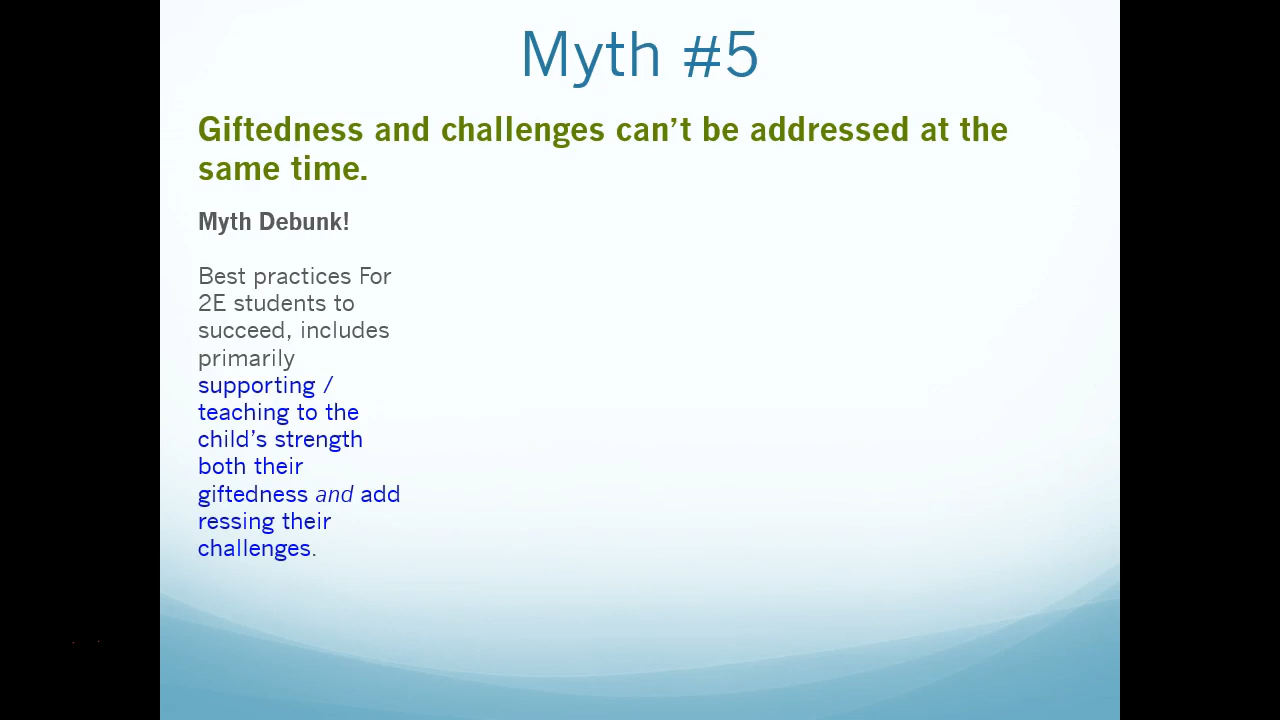 Myth #5
Giftedness and challenges can’t be addressed at the
same time.
Myth Debunk!
Best practices For
2E students to
succeed, includes
primarily
supporting /
teaching to the
child’s strength
both their
giftedness and add
ressing their
challenges.